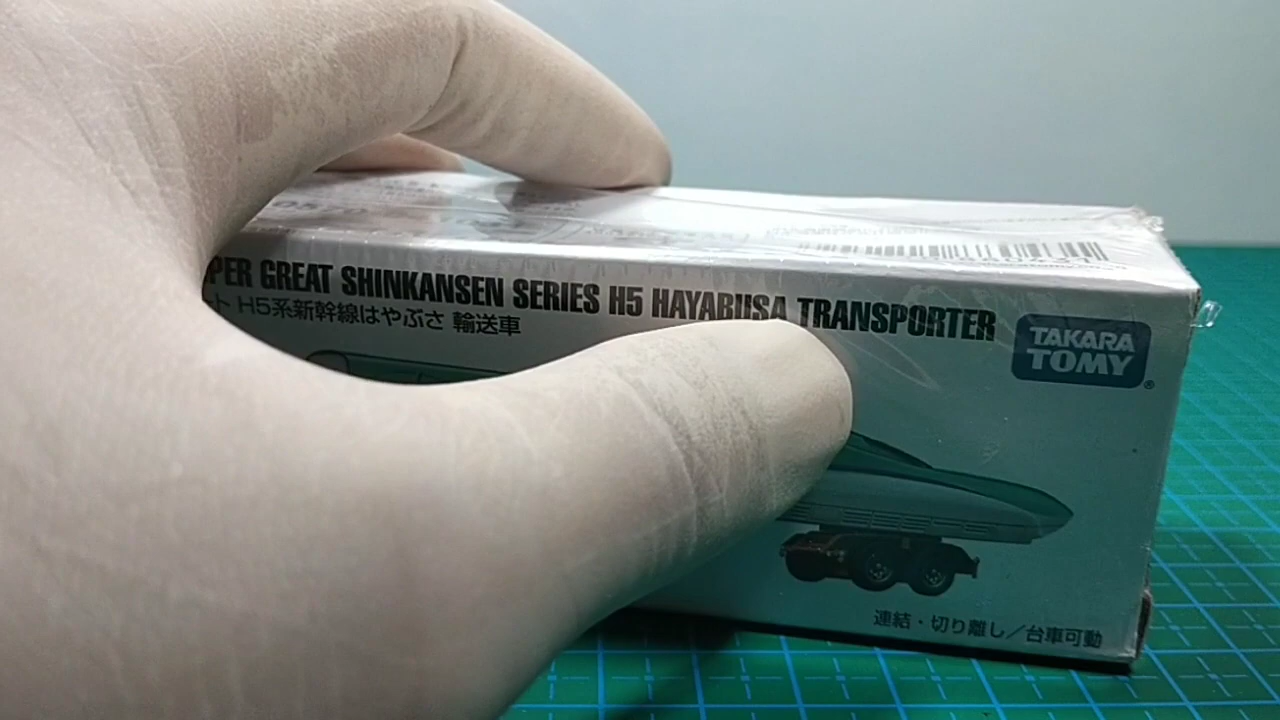 PER GREAT SHINKANSEN SERIES H5 HAYABUSA TRANSPORTER
ト H5系新幹線はやぶさ 輸送車
TAKARA
TOMY
®
連結・切り離し／台車可動